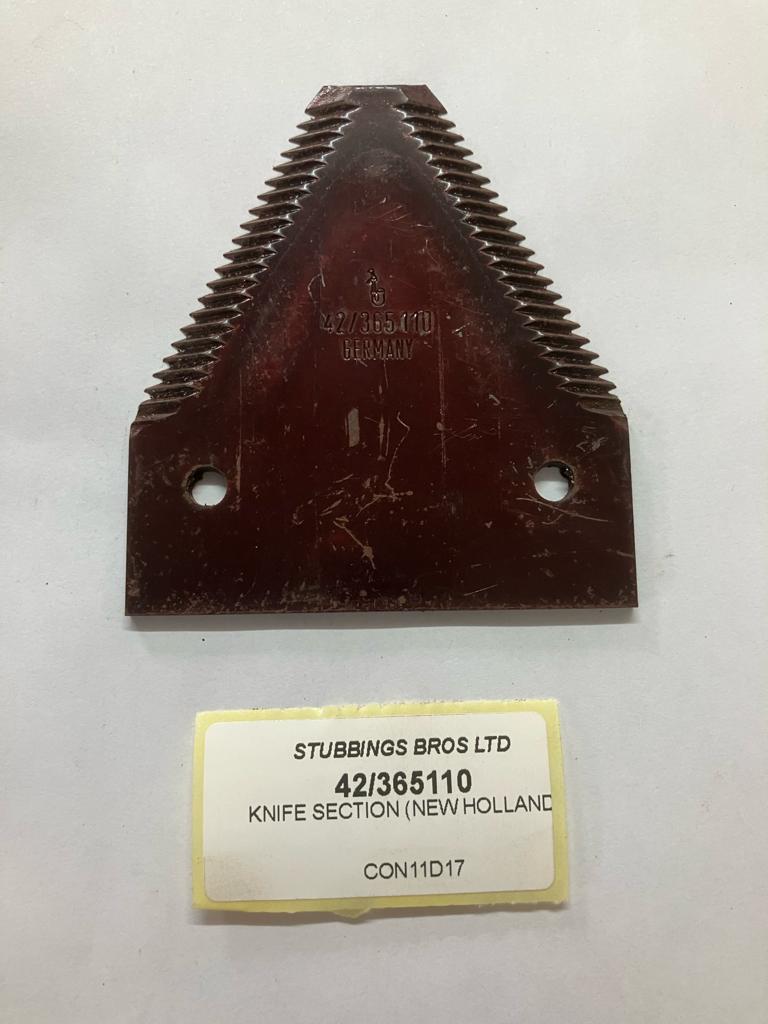 42/365110
GERMANY
STUBBINGS BROS LTD
42/365110
KNIFE SECTION (NEW HOLLAND
CON11D17